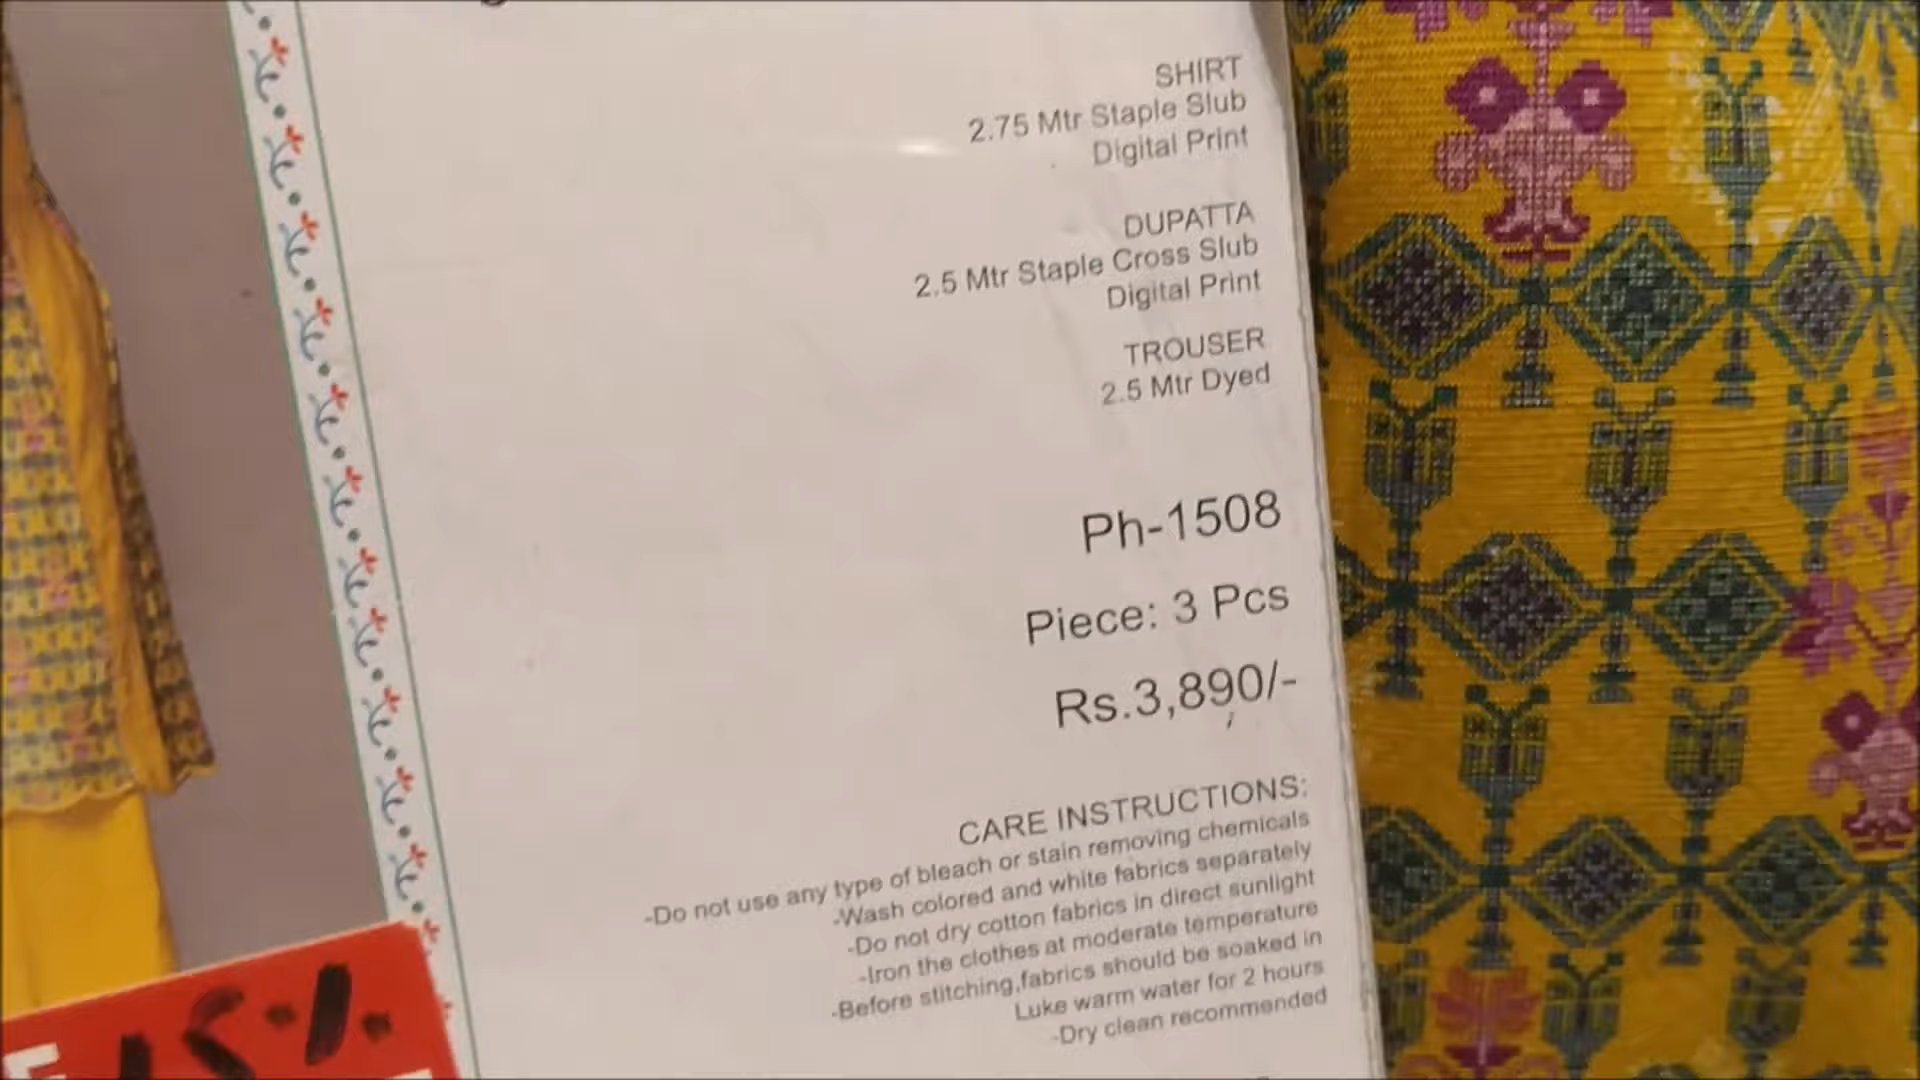 SHIRT
2.75 Mtr Staple Slub
Digital Print
DUPATTA
2.5 Mtr Staple Cross Slub
Digital Print
TROUSER
2.5 Mtr Dyed
Ph-1508
Piece: 3 Pcs
Rs.3,890/-
CARE INSTRUCTIONS:
-Do not use any type of bleach or stain removing chemicals
-Wash colored and white fabrics separately
-Do not dry cotton fabrics in direct sunlight
-Iron the clothes at moderate temperature
-Before stitching,fabrics should be soaked in
Luke warm water for 2 hours
-Dry clean recommended